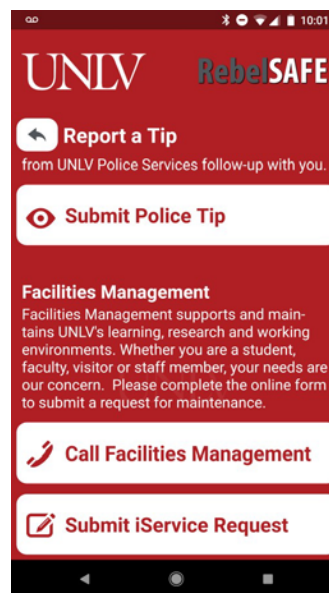 10:01
UNLV RebelSAFE
Report a Tip
from UNLV Police Services follow-up with you.
Submit Police Tip
Facilities Management
Facilities Management supports and main-
tains UNLV's learning, research and working
environments. Whether you are a student,
faculty, visitor or staff member, your needs are
our concern. Please complete the online form
to submit a request for maintenance.
Call Facilities Management
Submit iService Request